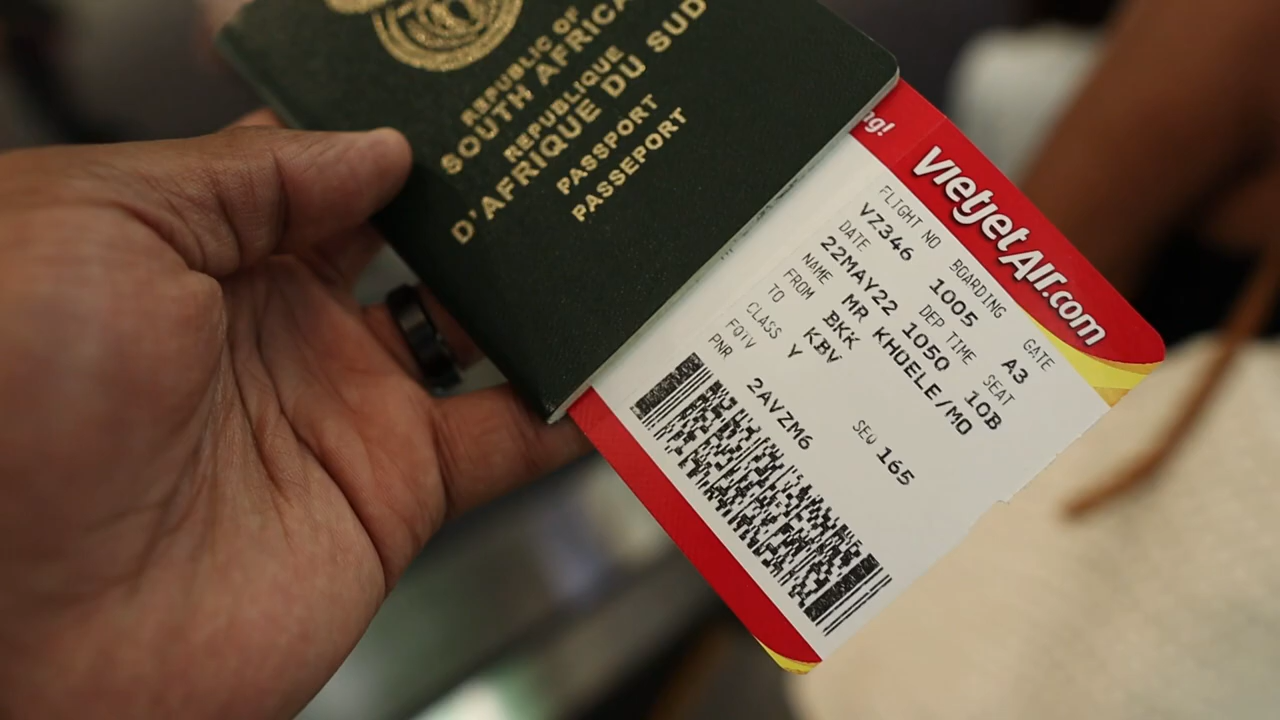 REPUBLIC OF
SOUTH AFRICA
REPUBLIQUE
D'AFRIQUE DU SUD
PASSPORT
PASSEPORT
ng!
vietjetAir.com
FLIGHT NO BOARDING GATE
VZ346 1005 A3
DATE DEP TIME SEAT
22MAY22 1050 10B
NAME MR KHOELE/MO
FROM BKK
TO KBV
CLASS Y
FQTV
PNR 2AVZM6 SEQ 165